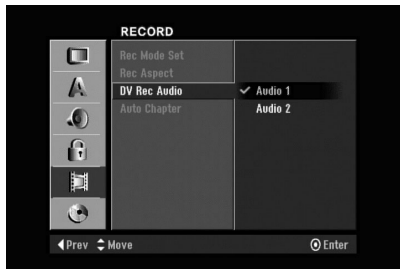 RECORD
Rec Mode Set
Rec Aspect
DV Rec Audio
Auto Chapter
Audio 1
Audio 2
Prev Move Enter